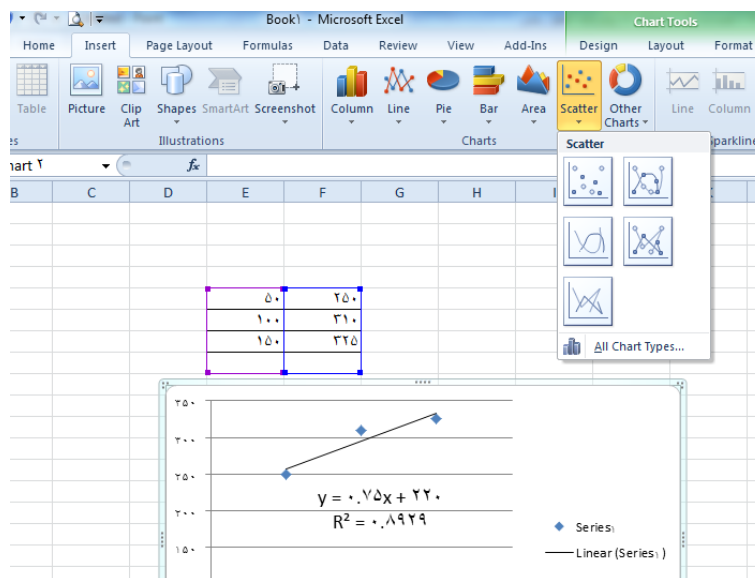 Book۱ - Microsoft Excel
Chart Tools
Home Insert Page Layout Formulas Data Review View Add-Ins Design Layout Format
Table Picture Clip Art Shapes SmartArt Screenshot Column Line Pie Bar Area Scatter Other Charts Line Column
Illustrations Charts
Scatter
fx
B C D E F G H I
۵۰ ۲۵۰
۱۰۰ ۳۱۰
۱۵۰ ۳۲۵
All Chart Types...
۳۵۰
۳۰۰
۲۵۰
۲۰۰
۱۵۰
y = ۰.۷۵x + ۲۲۰
R² = ۰.۸۹۲۹
Series۱
Linear (Series۱)